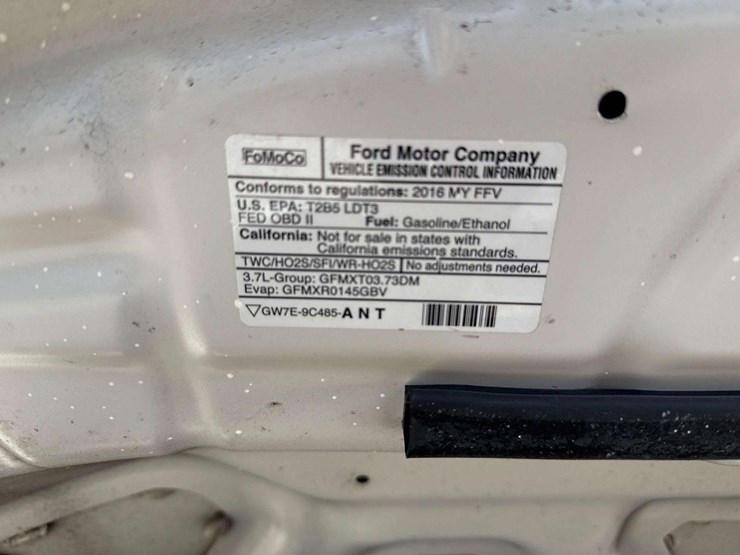 FoMoCo
Ford Motor Company
VEHICLE EMISSION CONTROL INFORMATION
Conforms to regulations: 2016 MY FFV
U.S. EPA: T2B5 LDT3
FED OBD II Fuel: Gasoline/Ethanol
California: Not for sale in states with
California emissions standards.
TWC/HO2S/SFI/WR-HO2S No adjustments needed.
3.7L-Group: GFMXT03.73DM
Evap: GFMXR0145GBV
GW7E-9C485-A N T